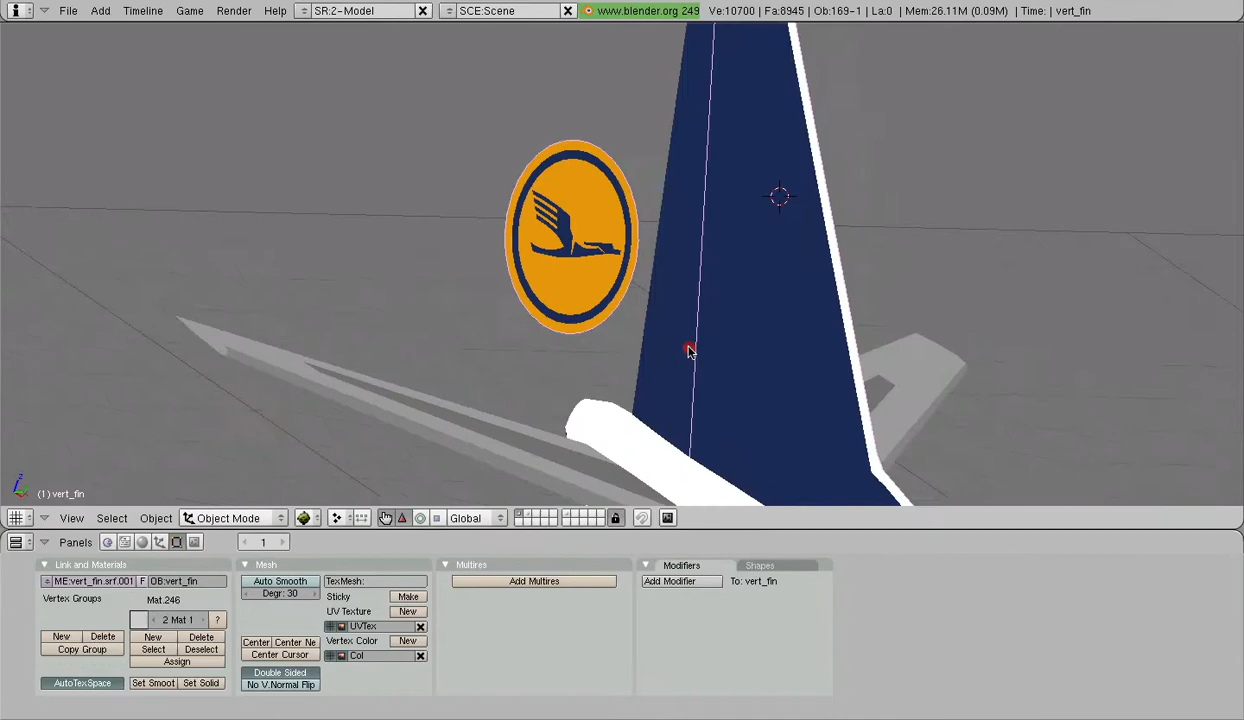 File Add Timeline Game Render Help SR:2-Model SCE:Scene www.blender.org 249 Ve:10700 | Fa:8945 | Ob:169-1 | La:0 | Mem:26.11M (0.09M) | Time: | vert_fin
z
(1) vert_fin
View Select Object Object Mode Global
Panels 1
Link and Materials Mesh Multires Modifiers Shapes
ME:vert_fin.srf.001 F OB:vert_fin Auto Smooth TexMesh: Add Multires Add Modifier To: vert_fin
Degr: 30 Sticky Make
Vertex Groups Mat.246
UV Texture New
2 Mat 1 ? UVTex
New Delete New Delete Center Center Ne Vertex Color New
Copy Group Select Deselect Center Cursor Col
Assign
Double Sided
AutoTexSpace Set Smoot Set Solid No V.Normal Flip